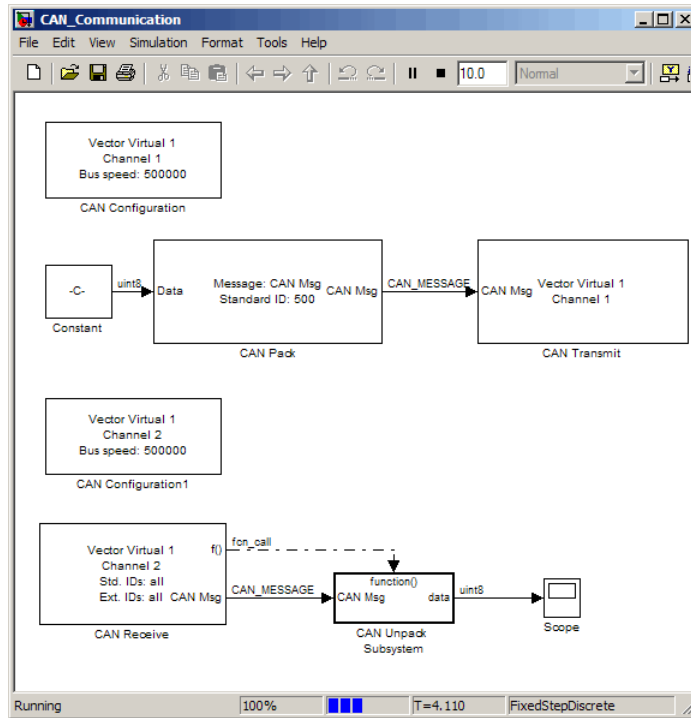 CAN_Communication
File Edit View Simulation Format Tools Help
10.0 Normal
Vector Virtual 1
Channel 1
Bus speed: 500000
CAN Configuration
-C-
uint8
Constant
Data
Message: CAN Msg
Standard ID: 500
CAN Msg
CAN Pack
CAN_MESSAGE
CAN Msg
Vector Virtual 1
Channel 1
CAN Transmit
Vector Virtual 1
Channel 2
Bus speed: 500000
CAN Configuration1
Vector Virtual 1
Channel 2
Std. IDs: all
Ext. IDs: all
f()
CAN Msg
CAN Receive
fcn_call
CAN_MESSAGE
function()
CAN Msg
data
CAN Unpack
Subsystem
uint8
Scope
Running 100% T=4.110 FixedStepDiscrete